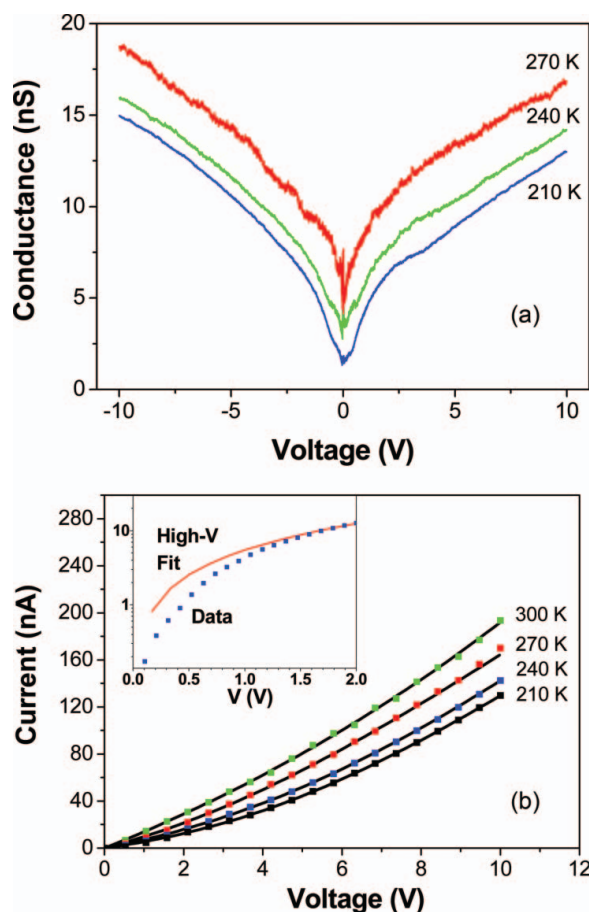 20
15
10
5
0
Conductance (nS)
270 K
240 K
210 K
(a)
-10 -5 0 5 10
Voltage (V)
280
240
200
160
120
80
40
0
Current (nA)
10
1
High-V
Fit
Data
0.0 0.5 1.0 1.5 2.0
V (V)
300 K
270 K
240 K
210 K
(b)
0 2 4 6 8 10 12
Voltage (V)